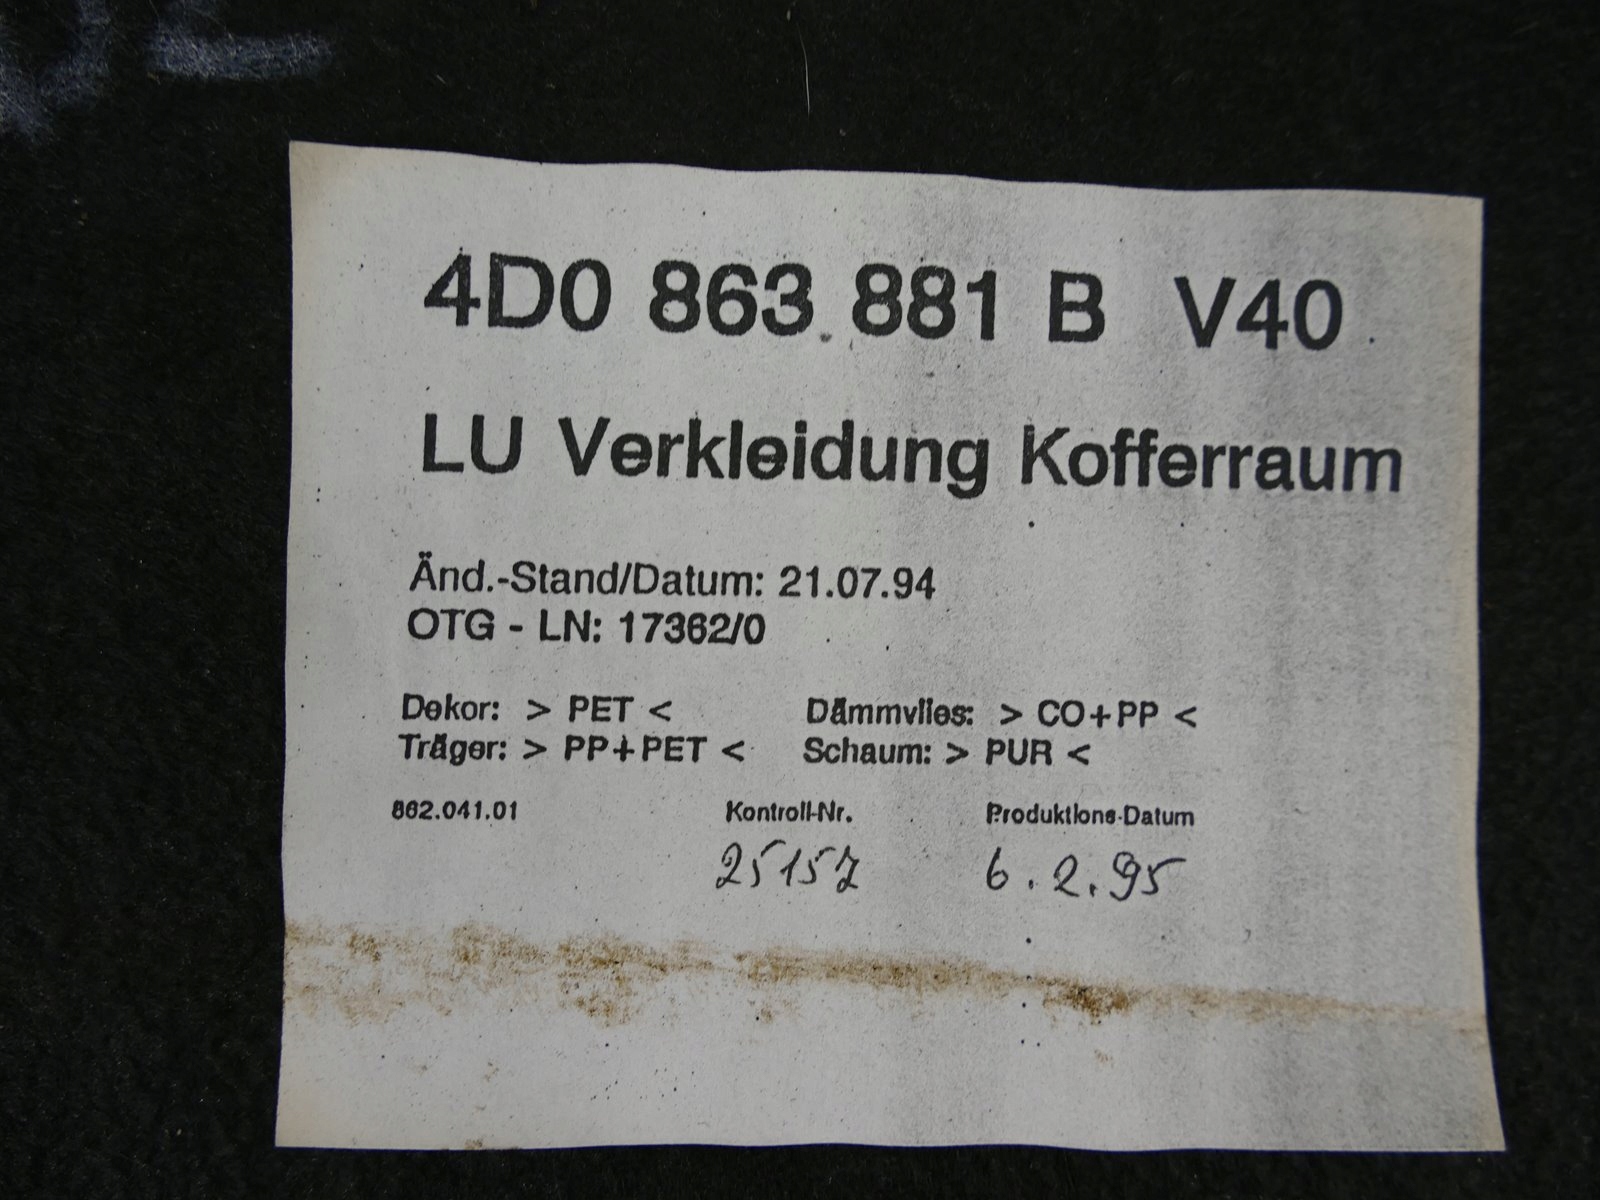 4D0 863 881 B V40
LU Verkleidung Kofferraum
Änd.-Stand/Datum: 21.07.94
OTG - LN: 17362/0
Dekor: > PET < Dämmvlies: > CO+PP <
Träger: > PP+PET < Schaum: > PUR <
862.041.01 Kontroll-Nr. Produktions-Datum
25157 6.2.95